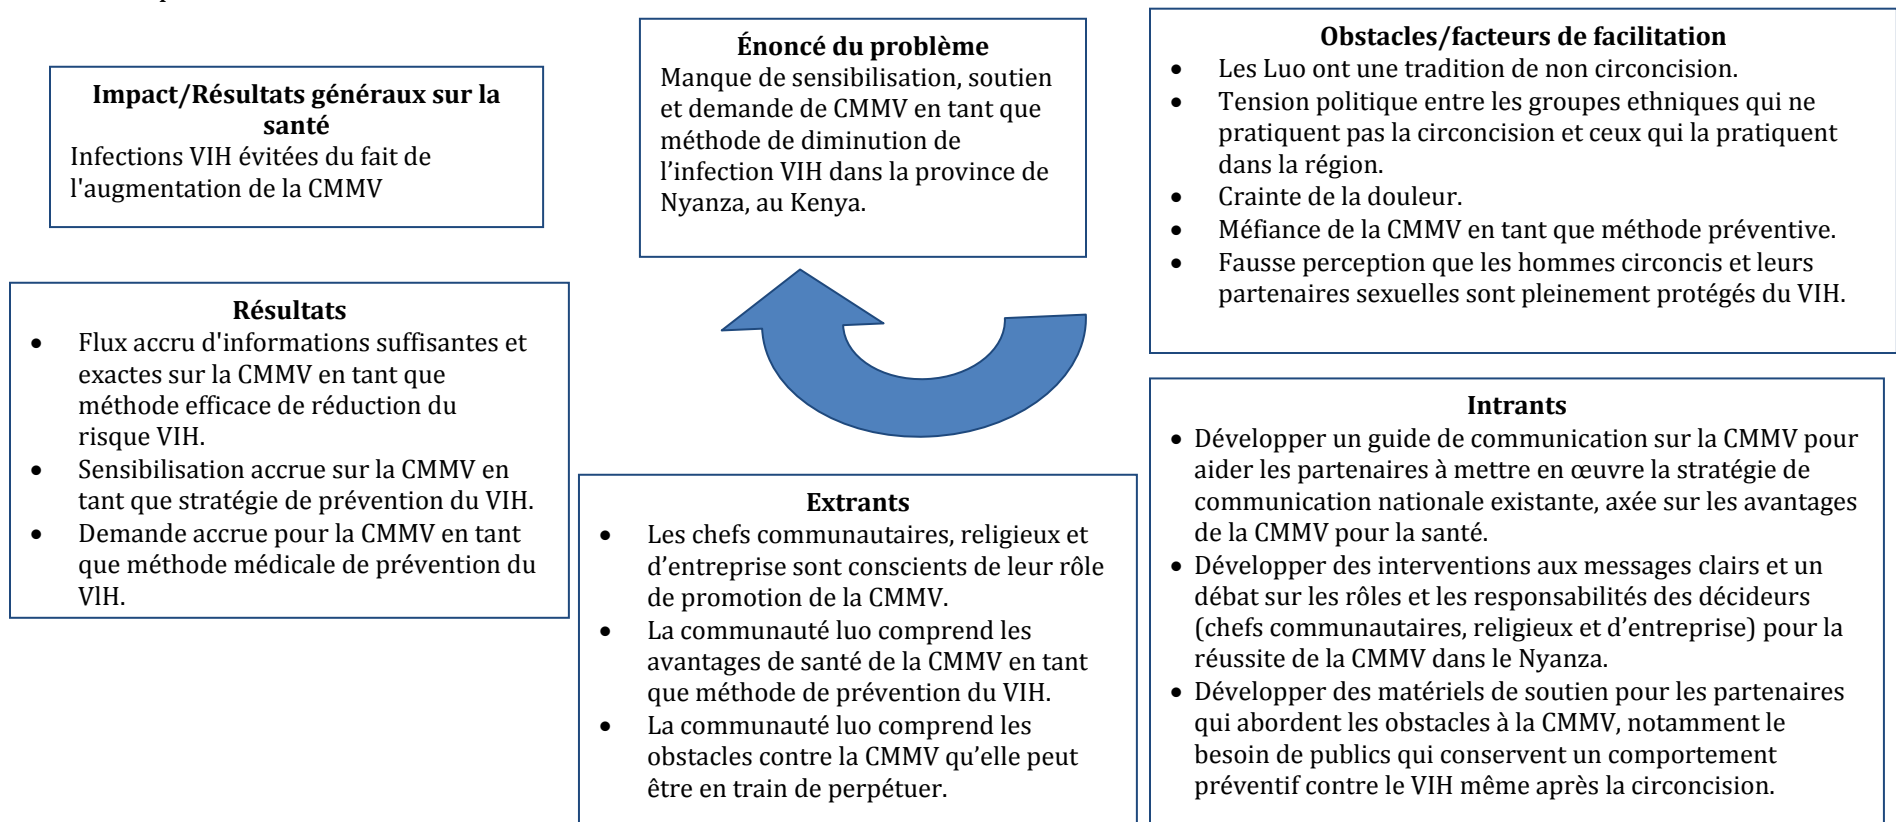 Impact/Résultats généraux sur la
santé
Infections VIH évitées du fait de
l'augmentation de la CMMV
Énoncé du problème
Manque de sensibilisation, soutien
et demande de CMMV en tant que
méthode de diminution de
l’infection VIH dans la province de
Nyanza, au Kenya.
Obstacles/facteurs de facilitation
• Les Luo ont une tradition de non circoncision.
• Tension politique entre les groupes ethniques qui ne
pratiquent pas la circoncision et ceux qui la pratiquent
dans la région.
• Crainte de la douleur.
• Méfiance de la CMMV en tant que méthode préventive.
• Fausse perception que les hommes circoncis et leurs
partenaires sexuelles sont pleinement protégés du VIH.
Résultats
• Flux accru d'informations suffisantes et
exactes sur la CMMV en tant que
méthode efficace de réduction du
risque VIH.
• Sensibilisation accrue sur la CMMV en
tant que stratégie de prévention du VIH.
• Demande accrue pour la CMMV en tant
que méthode médicale de prévention du
VlH.
Extrants
• Les chefs communautaires, religieux et
d’entreprise sont conscients de leur rôle
de promotion de la CMMV.
• La communauté luo comprend les
avantages de santé de la CMMV en tant
que méthode de prévention du VIH.
• La communauté luo comprend les
obstacles contre la CMMV qu’elle peut
être en train de perpétuer.
Intrants
• Développer un guide de communication sur la CMMV pour
aider les partenaires à mettre en œuvre la stratégie de
communication nationale existante, axée sur les avantages
de la CMMV pour la santé.
• Développer des interventions aux messages clairs et un
débat sur les rôles et les responsabilités des décideurs
(chefs communautaires, religieux et d’entreprise) pour la
réussite de la CMMV dans le Nyanza.
• Développer des matériels de soutien pour les partenaires
qui abordent les obstacles à la CMMV, notamment le
besoin de publics qui conservent un comportement
préventif contre le VIH même après la circoncision.